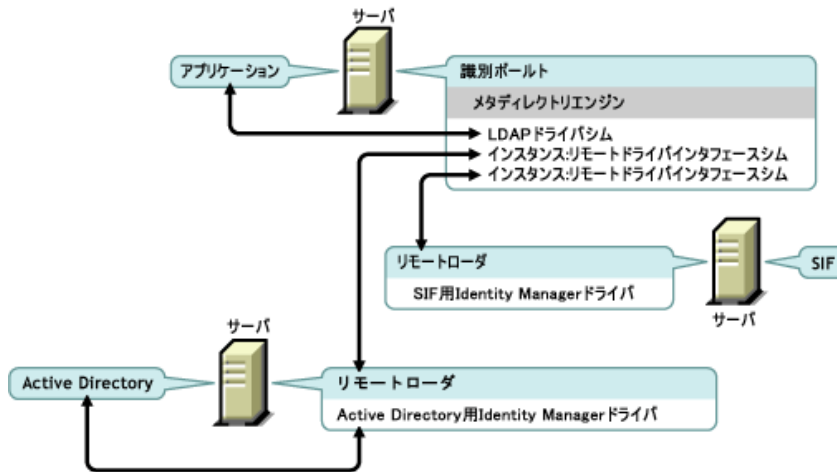 サーバ
アプリケーション
識別ボールト
メタディレクトリエンジン
LDAPドライバシム
インスタンス:リモートドライバインタフェースシム
インスタンス:リモートドライバインタフェースシム
リモートローダ
SIF用Identity Managerドライバ
SIF
サーバ
サーバ
Active Directory
リモートローダ
Active Directory用Identity Managerドライバ